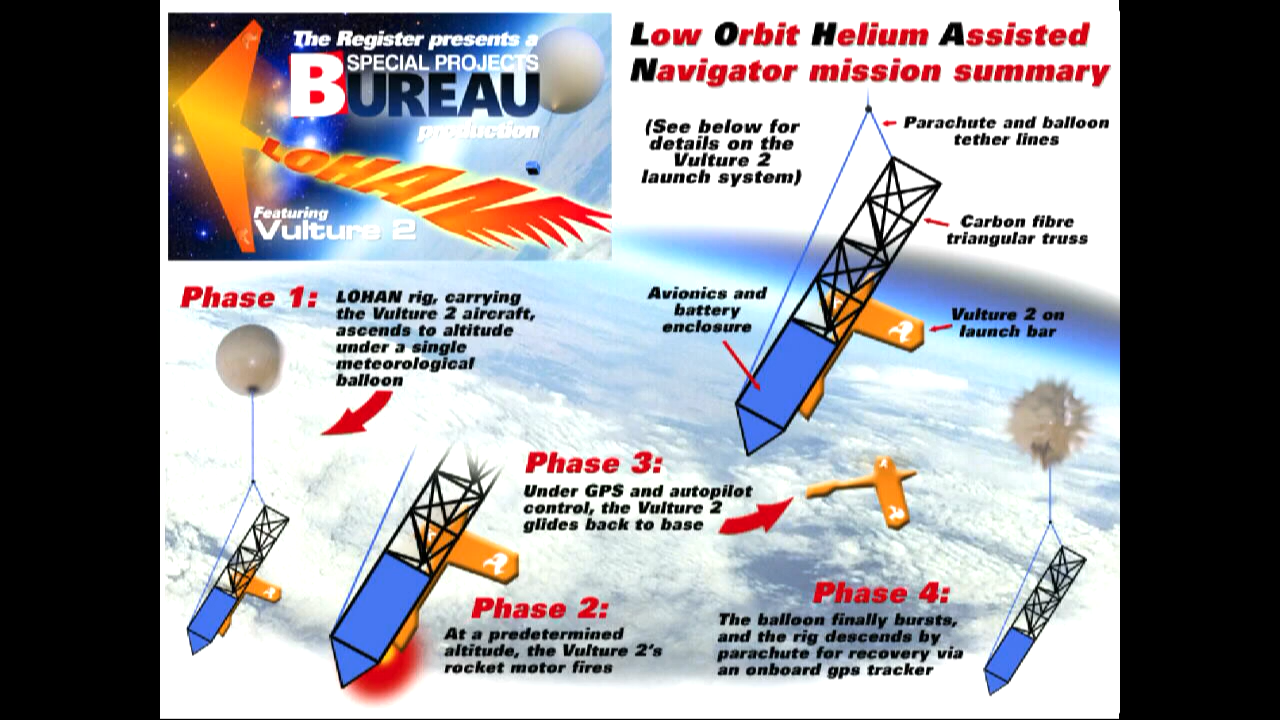 The Register presents a
SPECIAL PROJECTS
BUREAU
production
LOHAN
Featuring
Vulture 2
Low Orbit Helium Assisted
Navigator mission summary
(See below for
details on the
Vulture 2
launch system)
Parachute and balloon
tether lines
Carbon fibre
triangular truss
Avionics and
battery
enclosure
Vulture 2 on
launch bar
Phase 1:
LOHAN rig, carrying
the Vulture 2 aircraft,
ascends to altitude
under a single
meteorological
balloon
Phase 3:
Under GPS and autopilot
control, the Vulture 2
glides back to base
Phase 2:
At a predetermined
altitude, the Vulture 2's
rocket motor fires
Phase 4:
The balloon finally bursts,
and the rig descends by
parachute for recovery via
an onboard gps tracker